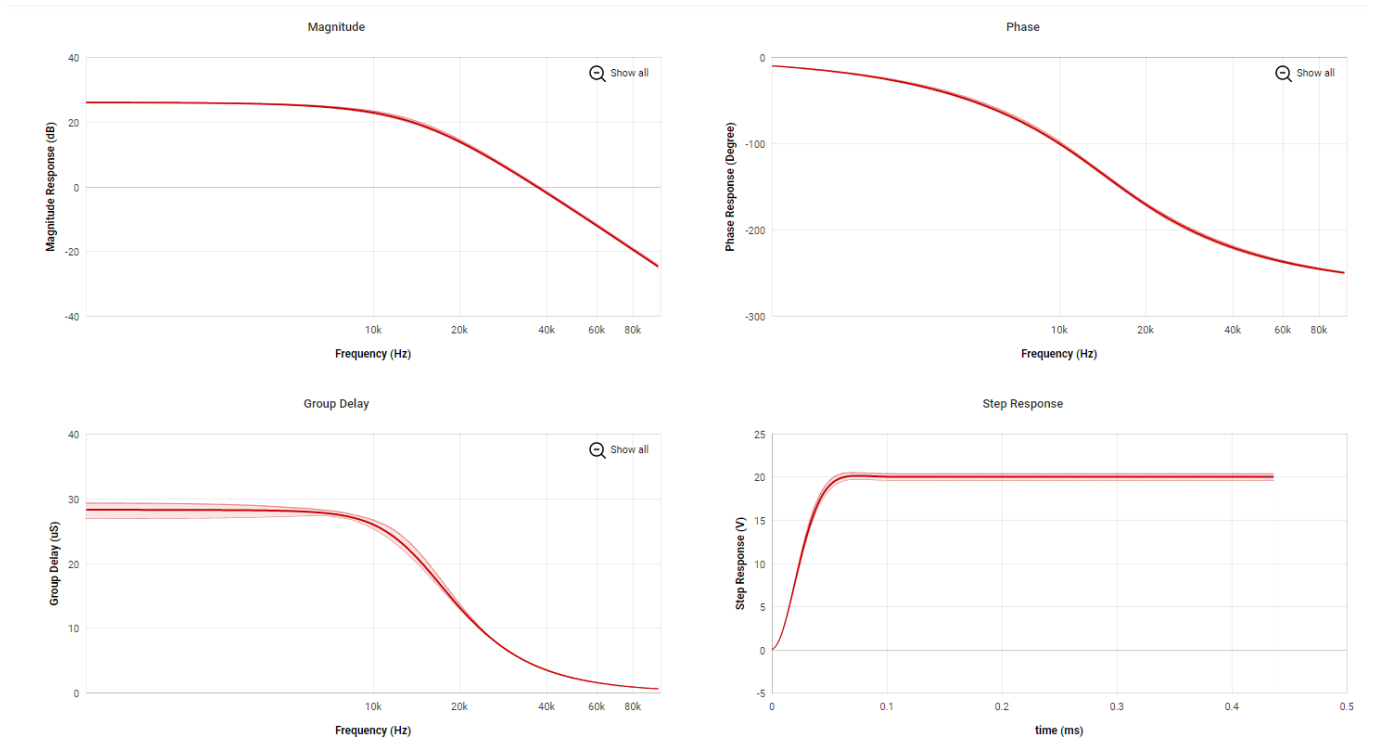 Magnitude
40
20
0
-20
-40
Magnitude Response (dB)
Show all
10k
20k
40k
60k
80k
Frequency (Hz)
Phase
0
-100
-200
-300
Phase Response (Degree)
Show all
10k
20k
40k
60k
80k
Frequency (Hz)
Group Delay
40
30
20
10
0
Group Delay (uS)
Show all
10k
20k
40k
60k
80k
Frequency (Hz)
Step Response
25
20
15
10
5
0
-5
Step Response (V)
0
0.1
0.2
0.3
0.4
0.5
time (ms)